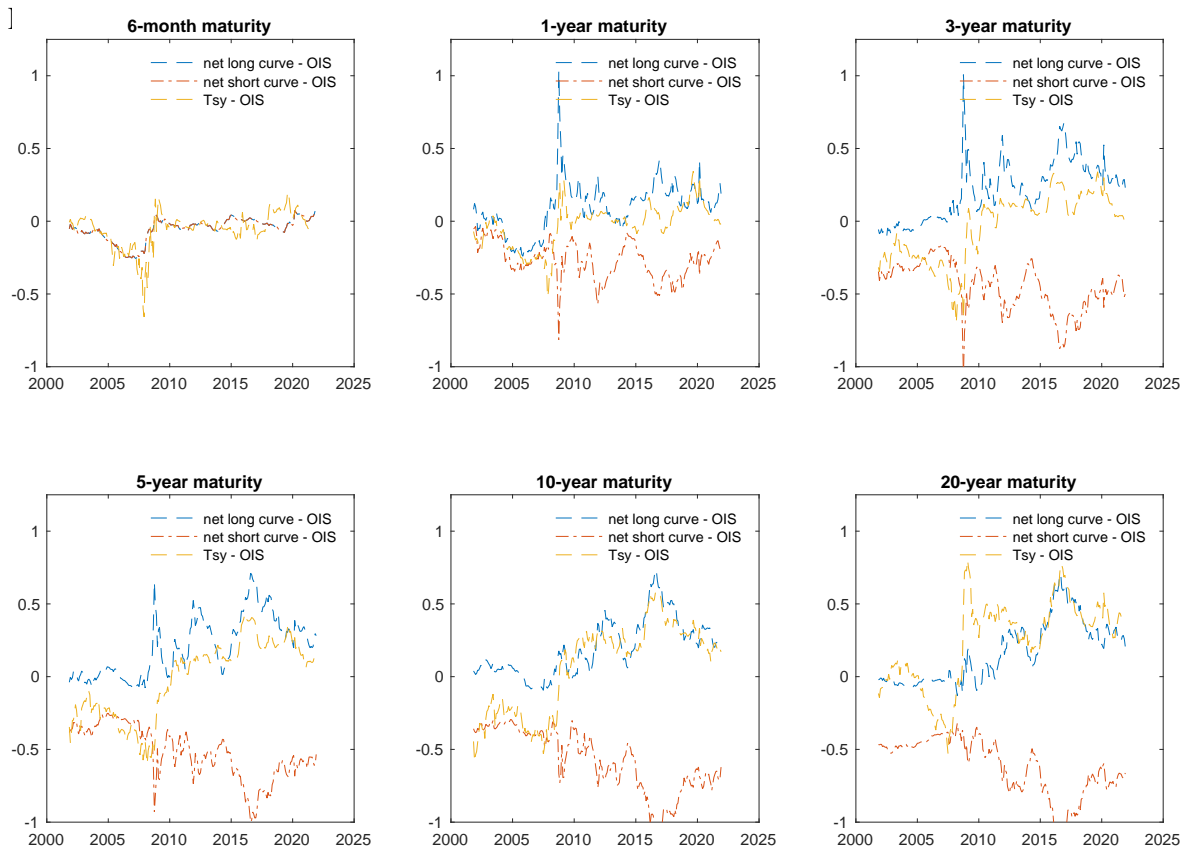 ]
6-month maturity
1
0.5
0
-0.5
-1
2000 2005 2010 2015 2020 2025
net long curve - OIS
net short curve - OIS
Tsy - OIS
1-year maturity
1
0.5
0
-0.5
-1
2000 2005 2010 2015 2020 2025
net long curve - OIS
net short curve - OIS
Tsy - OIS
3-year maturity
1
0.5
0
-0.5
-1
2000 2005 2010 2015 2020 2025
net long curve - OIS
net short curve - OIS
Tsy - OIS
5-year maturity
1
0.5
0
-0.5
-1
2000 2005 2010 2015 2020 2025
net long curve - OIS
net short curve - OIS
Tsy - OIS
10-year maturity
1
0.5
0
-0.5
-1
2000 2005 2010 2015 2020 2025
net long curve - OIS
net short curve - OIS
Tsy - OIS
20-year maturity
1
0.5
0
-0.5
-1
2000 2005 2010 2015 2020 2025
net long curve - OIS
net short curve - OIS
Tsy - OIS